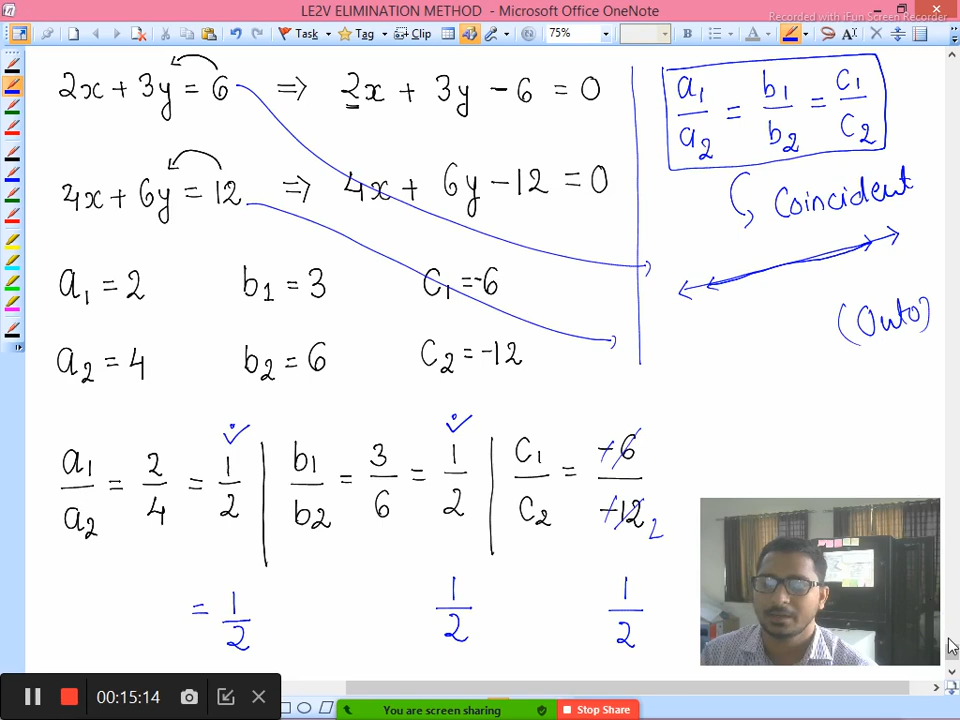 LE2V ELIMINATION METHOD - Microsoft Office OneNote
Recorded with iFun Screen Recorder
Task
Tag
Clip
75%
B
2x + 3y = 6 ⇒ 2x + 3y - 6 = 0
4x + 6y = 12 ⇒ 4x + 6y - 12 = 0
a1/a2 = b1/b2 = c1/c2
Coincident
(Outo)
a1 = 2 b1 = 3 c1 = -6
a2 = 4 b2 = 6 c2 = -12
a1/a2 = 2/4 = 1/2 | b1/b2 = 3/6 = 1/2 | c1/c2 = -6/-12 2
= 1/2 1/2 1/2
00:15:14
You are screen sharing
Stop Share